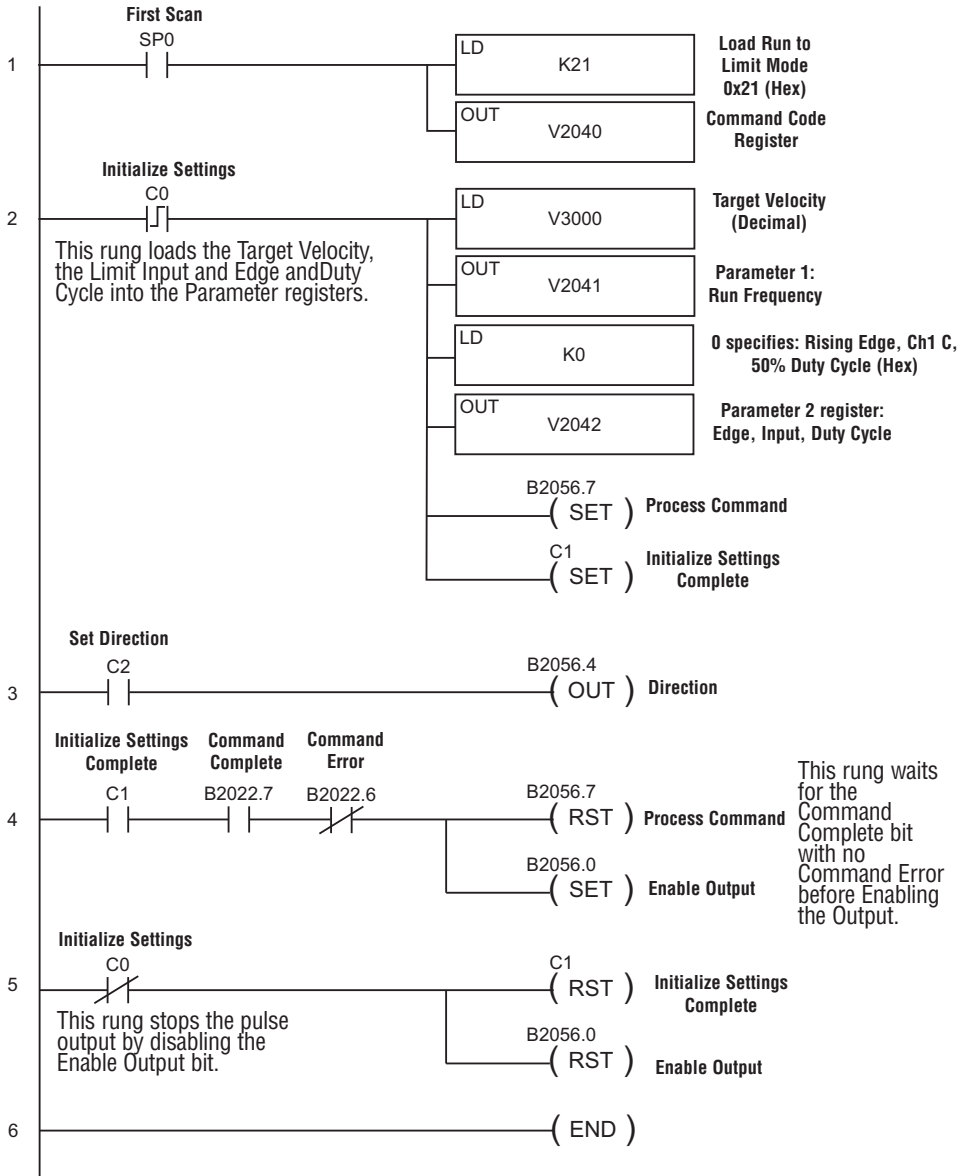 First Scan
SP0
1
LD
K21
Load Run to
Limit Mode
0x21 (Hex)
OUT
V2040
Command Code
Register
Initialize Settings
C0
2
This rung loads the Target Velocity,
the Limit Input and Edge andDuty
Cycle into the Parameter registers.
LD
V3000
Target Velocity
(Decimal)
OUT
V2041
Parameter 1:
Run Frequency
LD
K0
0 specifies: Rising Edge, Ch1 C,
50% Duty Cycle (Hex)
OUT
V2042
Parameter 2 register:
Edge, Input, Duty Cycle
B2056.7
( SET )
Process Command
C1
( SET )
Initialize Settings
Complete
Set Direction
C2
3
B2056.4
( OUT )
Direction
Initialize Settings
Complete
Command
Complete
Command
Error
C1
B2022.7
B2022.6
4
B2056.7
( RST )
Process Command
B2056.0
( SET )
Enable Output
This rung waits
for the
Command
Complete bit
with no
Command Error
before Enabling
the Output.
Initialize Settings
C0
5
This rung stops the pulse
output by disabling the
Enable Output bit.
C1
( RST )
Initialize Settings
Complete
B2056.0
( RST )
Enable Output
6
( END )